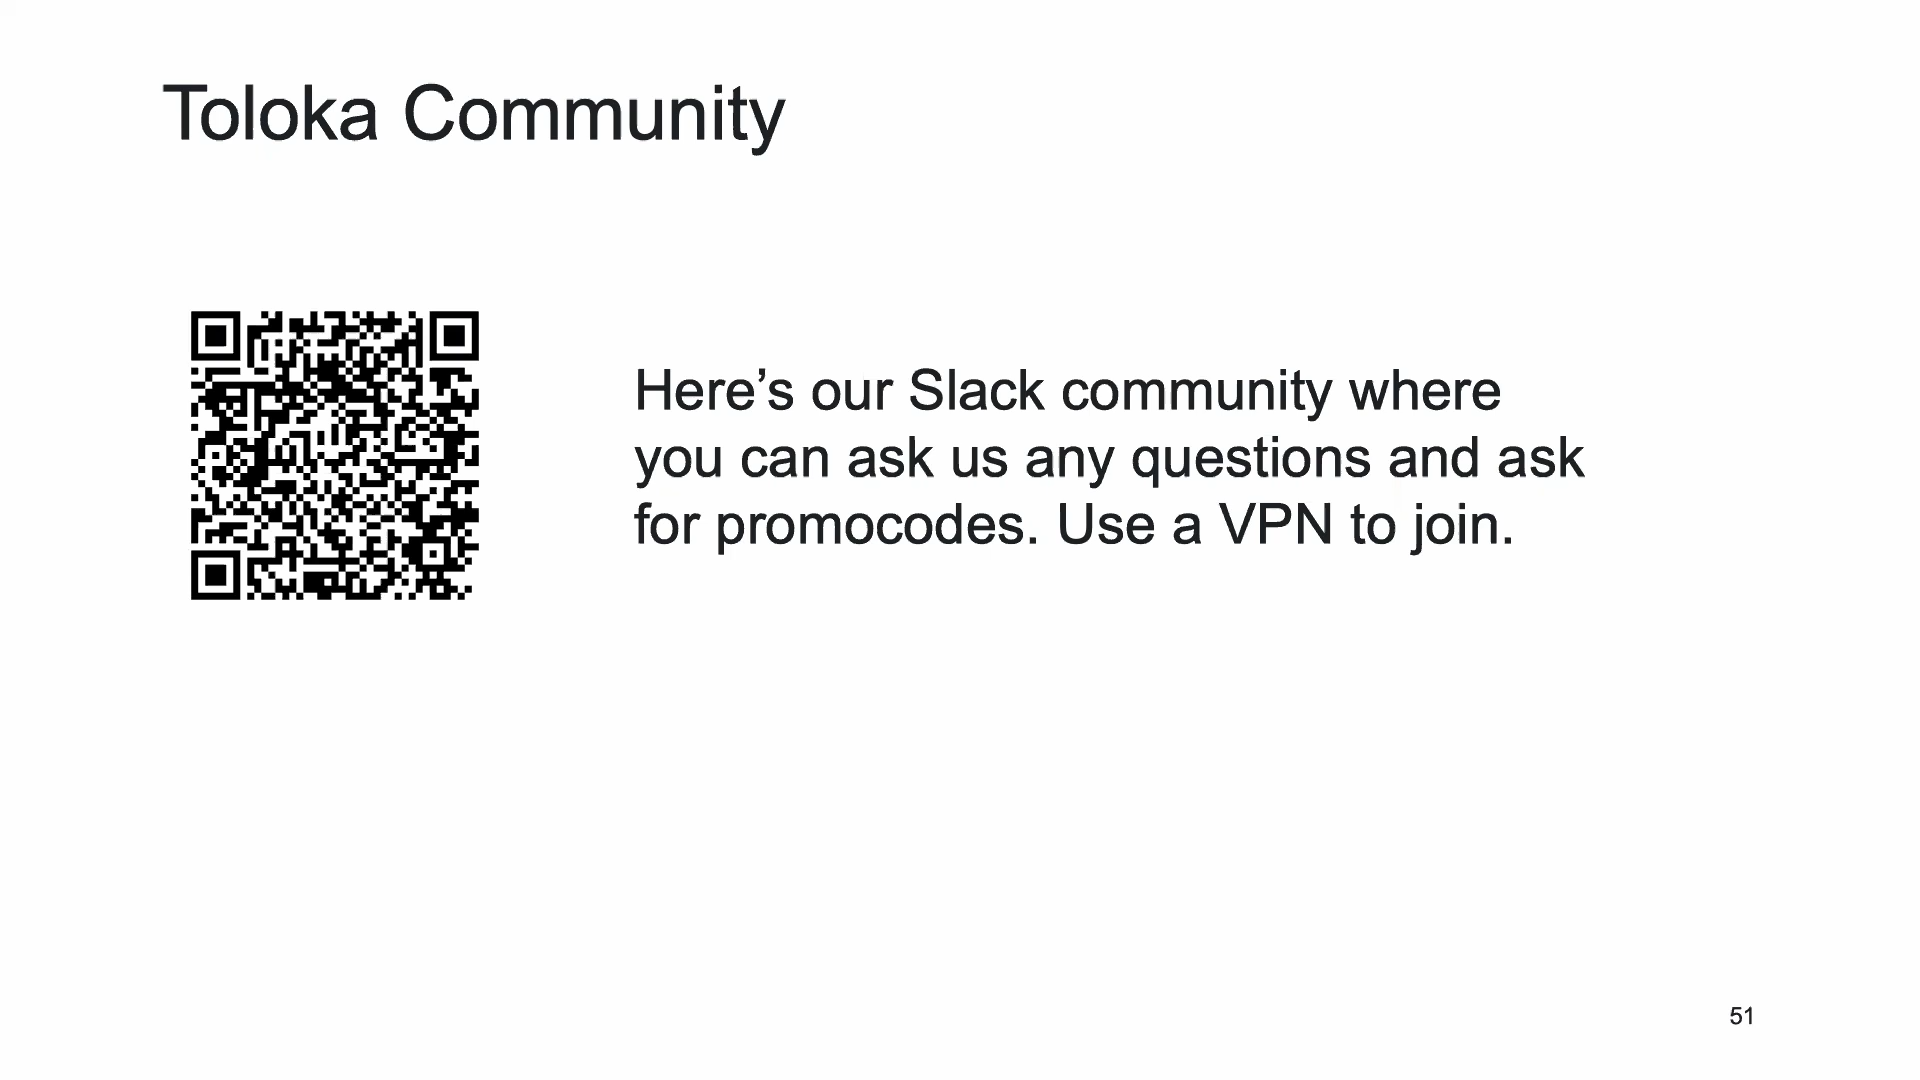 Toloka Community
Here’s our Slack community where
you can ask us any questions and ask
for promocodes. Use a VPN to join.
51